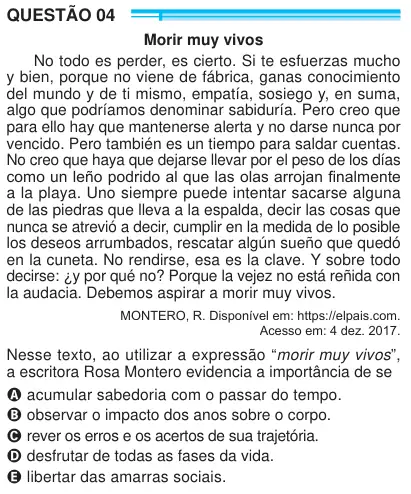 QUESTÃO 04
Morir muy vivos
No todo es perder, es cierto. Si te esfuerzas mucho
y bien, porque no viene de fábrica, ganas conocimiento
del mundo y de ti mismo, empatía, sosiego y, en suma,
algo que podríamos denominar sabiduría. Pero creo que
para ello hay que mantenerse alerta y no darse nunca por
vencido. Pero también es un tiempo para saldar cuentas.
No creo que haya que dejarse llevar por el peso de los días
como un leño podrido al que las olas arrojan finalmente
a la playa. Uno siempre puede intentar sacarse alguna
de las piedras que lleva a la espalda, decir las cosas que
nunca se atrevió a decir, cumplir en la medida de lo posible
los deseos arrumbados, rescatar algún sueño que quedó
en la cuneta. No rendirse, esa es la clave. Y sobre todo
decirse: ¿y por qué no? Porque la vejez no está reñida con
la audacia. Debemos aspirar a morir muy vivos.
MONTERO, R. Disponível em: https://elpais.com.
Acesso em: 4 dez. 2017.
Nesse texto, ao utilizar a expressão “morir muy vivos”,
a escritora Rosa Montero evidencia a importância de se
A acumular sabedoria com o passar do tempo.
B observar o impacto dos anos sobre o corpo.
C rever os erros e os acertos de sua trajetória.
D desfrutar de todas as fases da vida.
E libertar das amarras sociais.